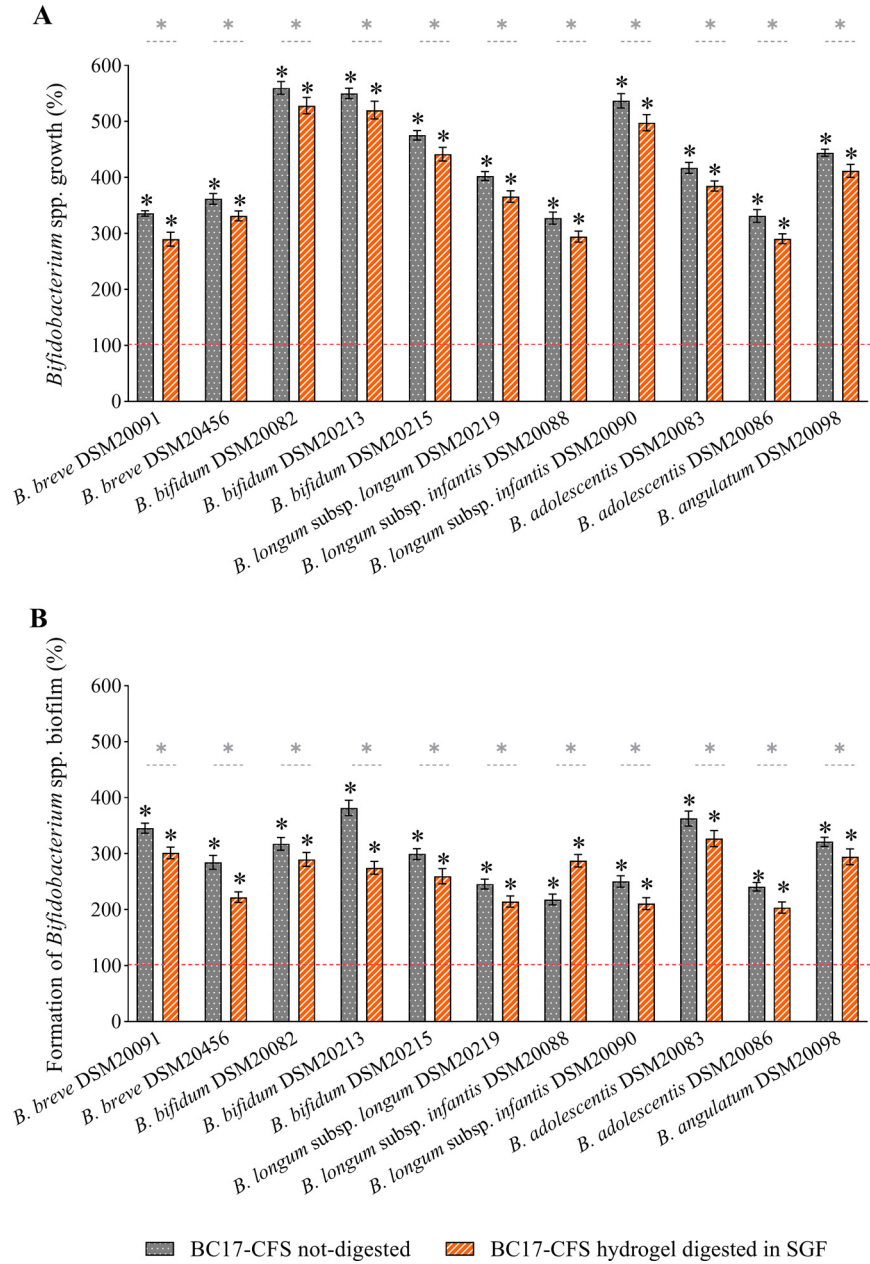 A
* * * * * * * * * * *
Bifidobacterium spp. growth (%)
600
500
400
300
200
100
0
* * * * * * * * * * * * * * * * * * * * * *
B. breve DSM20091
B. breve DSM20456
B. bifidum DSM20082
B. bifidum DSM20213
B. bifidum DSM20215
B. longum subsp. longum DSM20219
B. longum subsp. infantis DSM20088
B. longum subsp. infantis DSM20090
B. adolescentis DSM20083
B. adolescentis DSM20086
B. angulatum DSM20098
B
Formation of Bifidobacterium spp. biofilm (%)
600
500
400
300
200
100
0
* * * * * * * * * * *
* * * * * * * * * * * * * * * * * * * * * *
B. breve DSM20091
B. breve DSM20456
B. bifidum DSM20082
B. bifidum DSM20213
B. bifidum DSM20215
B. longum subsp. longum DSM20219
B. longum subsp. infantis DSM20088
B. longum subsp. infantis DSM20090
B. adolescentis DSM20083
B. adolescentis DSM20086
B. angulatum DSM20098
BC17-CFS not-digested
BC17-CFS hydrogel digested in SGF